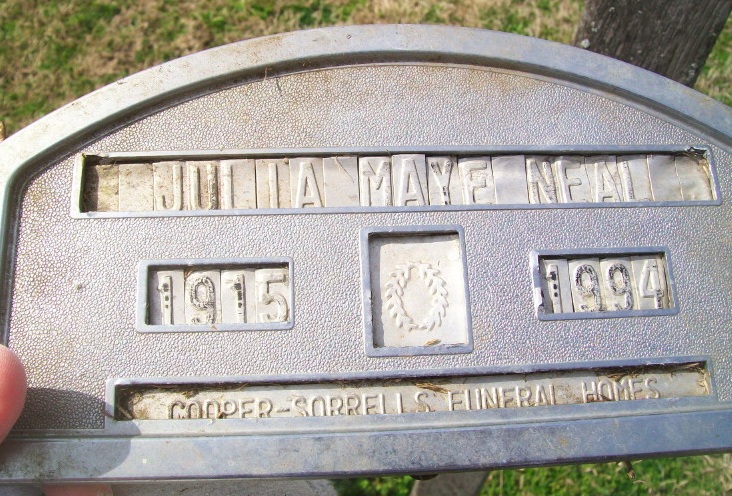 JULIA MAYE NEAL
1915 1994
COOPER-SORRELLS FUNERAL HOMES